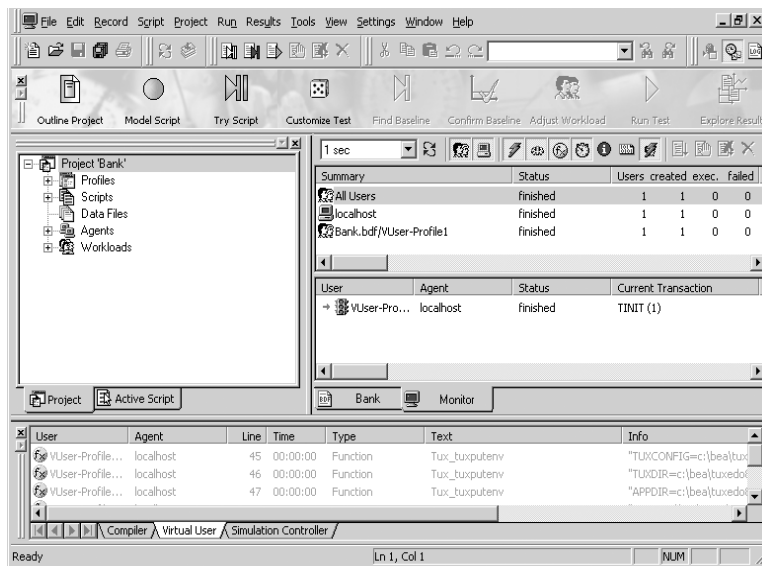 File Edit Record Script Project Run Results Tools View Settings Window Help
Outline Project Model Script Try Script Customize Test Find Baseline Confirm Baseline Adjust Workload Run Test Explore Result
Project 'Bank'
Profiles
Scripts
Data Files
Agents
Workloads
Project Active Script
1 sec
Summary Status Users created exec. failed
All Users finished 1 1 0 0
localhost finished 1 1 0 0
Bank.bdf/VUser-Profile1 finished 1 1 0 0
User Agent Status Current Transaction
VUser-Pro... localhost finished TINIT (1)
Bank Monitor
User Agent Line Time Type Text Info
VUser-Profile... localhost 45 00:00:00 Function Tux_tuxputenv "TUXCONFIG=c:\bea\tux
VUser-Profile... localhost 46 00:00:00 Function Tux_tuxputenv "TUXDIR=c:\bea\tuxedo
VUser-Profile... localhost 47 00:00:00 Function Tux_tuxputenv "APPDIR=c:\bea\tuxedo
Compiler Virtual User Simulation Controller
Ready Ln 1, Col 1 NUM